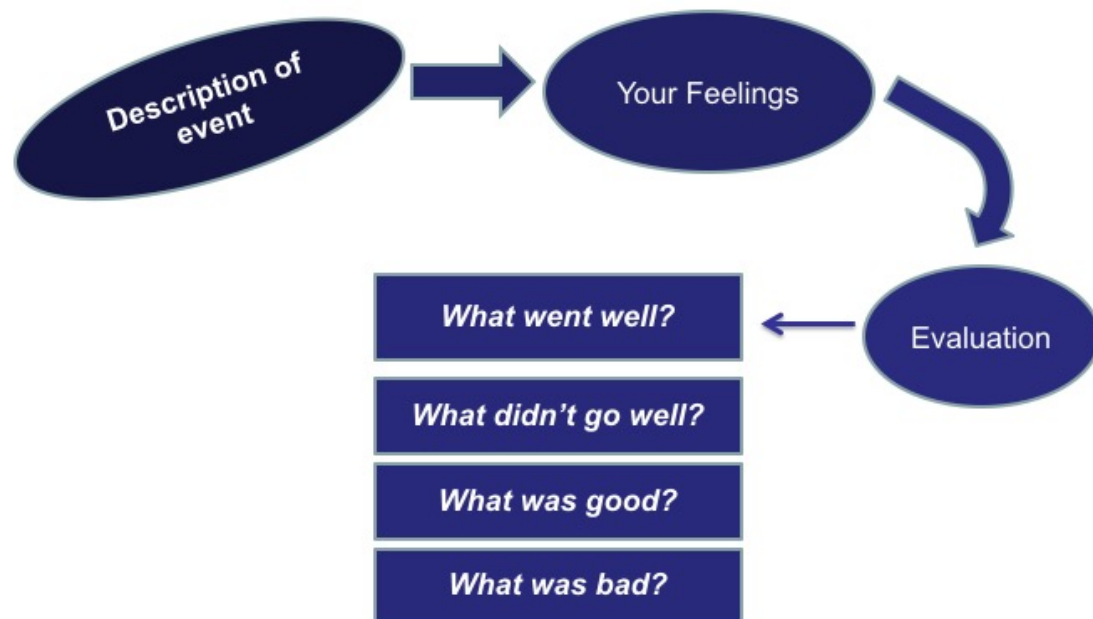 Description of
event
Your Feelings
Evaluation
What went well?
What didn’t go well?
What was good?
What was bad?